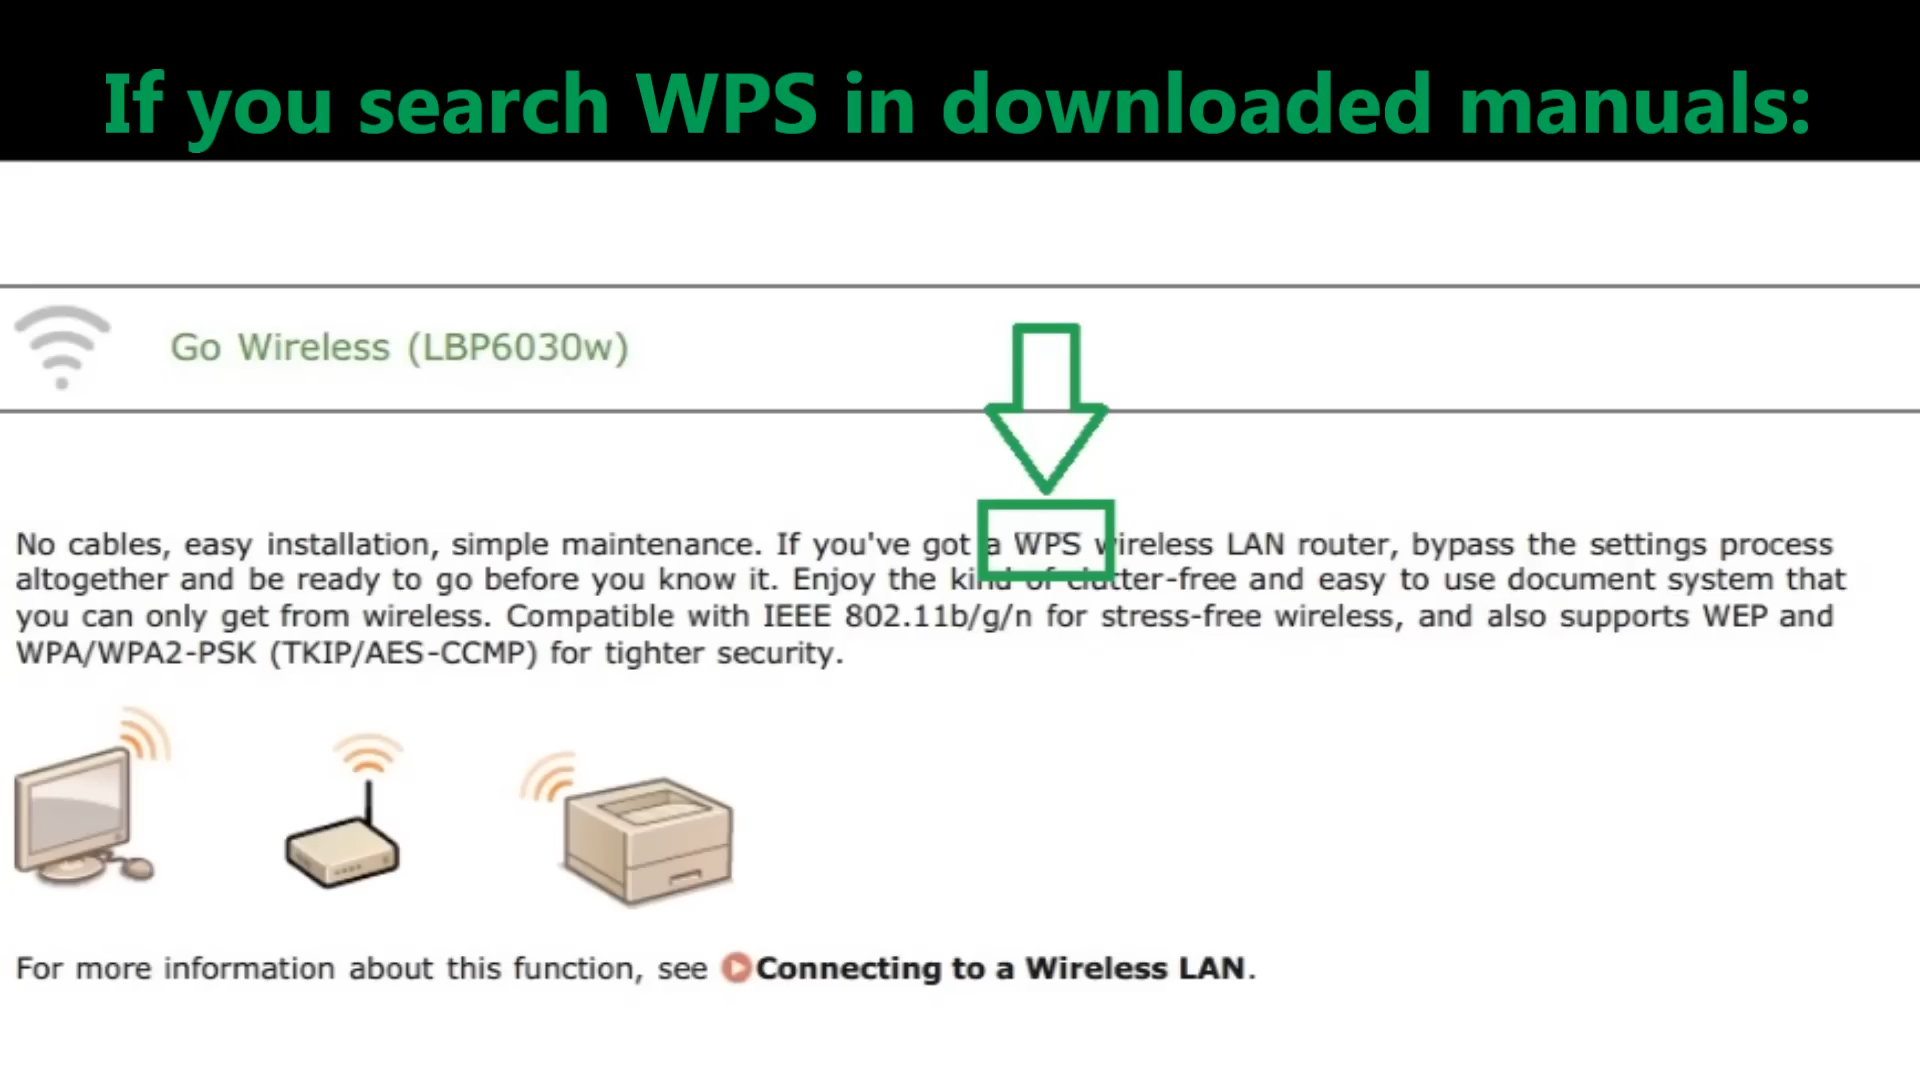 If you search WPS in downloaded manuals:
Go Wireless (LBP6030w)
No cables, easy installation, simple maintenance. If you've got a WPS wireless LAN router, bypass the settings process
altogether and be ready to go before you know it. Enjoy the kind of clutter-free and easy to use document system that
you can only get from wireless. Compatible with IEEE 802.11b/g/n for stress-free wireless, and also supports WEP and
WPA/WPA2-PSK (TKIP/AES-CCMP) for tighter security.
For more information about this function, see Connecting to a Wireless LAN.